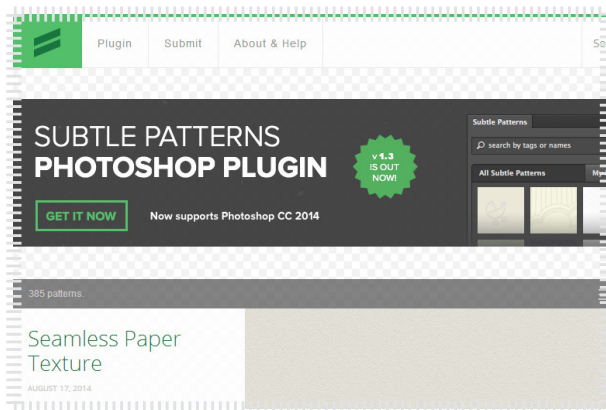 Plugin Submit About & Help
SUBTLE PATTERNS
PHOTOSHOP PLUGIN
v 1.3
IS OUT
NOW!
GET IT NOW
Now supports Photoshop CC 2014
Subtle Patterns
search by tags or names
All Subtle Patterns
385 patterns.
Seamless Paper
Texture
AUGUST 17, 2014